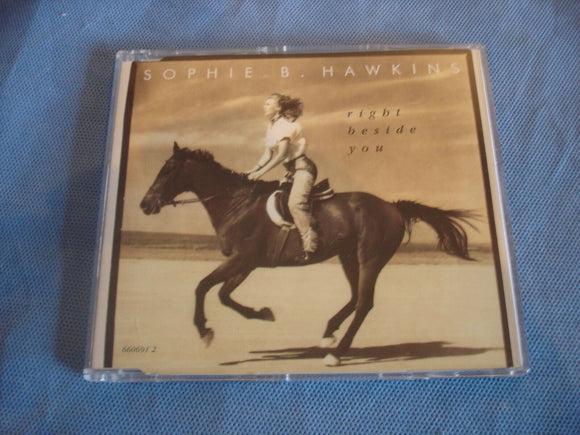 SOPHIE B. HAWKINS
right
beside
you
660691 2